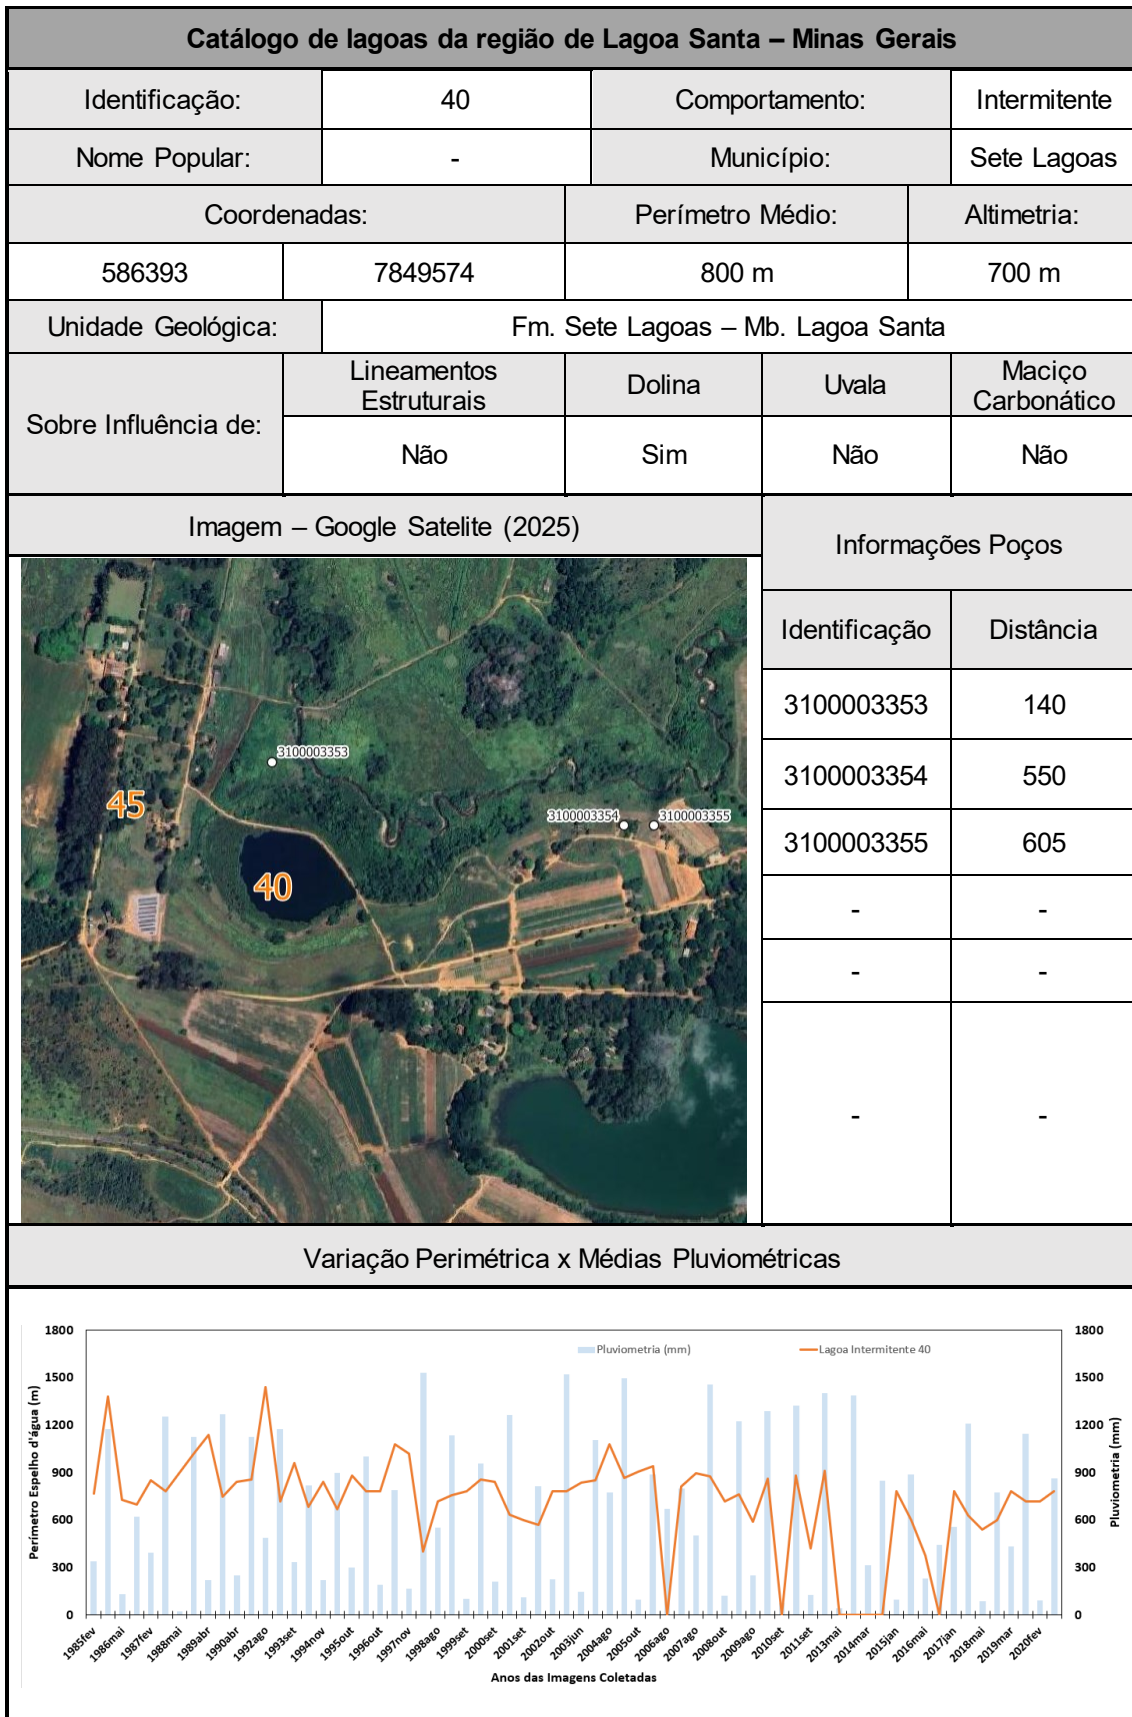 Catálogo de lagoas da região de Lagoa Santa – Minas Gerais
Identificação: 40 Comportamento: Intermitente
Nome Popular: - Município: Sete Lagoas
Coordenadas: Perímetro Médio: Altimetria:
586393 7849574 800 m 700 m
Unidade Geológica: Fm. Sete Lagoas – Mb. Lagoa Santa
Sobre Influência de:
Lineamentos
Estruturais
Dolina Uvala
Maciço
Carbonático
Não Sim Não Não
Imagem – Google Satelite (2025)
Informações Poços
Identificação Distância
3100003353 140
3100003354 550
3100003355 605
- -
- -
- -
3100003353
45
3100003354 3100003355
40
Variação Perimétrica x Médias Pluviométricas
Pluviometria (mm) Lagoa Intermitente 40
Perímetro Espelho d'água (m)
1800
1500
1200
900
600
300
0
Pluviometria (mm)
1800
1500
1200
900
600
300
0
1985fev
1986mai
1987fev
1988mai
1989abr
1990abr
1992ago
1993set
1994nov
1995out
1996out
1997nov
1998ago
1999set
2000set
2001set
2002out
2003jun
2004ago
2005out
2006ago
2007ago
2008out
2009ago
2010set
2011set
2013mai
2014mar
2015jan
2016mai
2017jan
2018mai
2019mar
2020fev
Anos das Imagens Coletadas